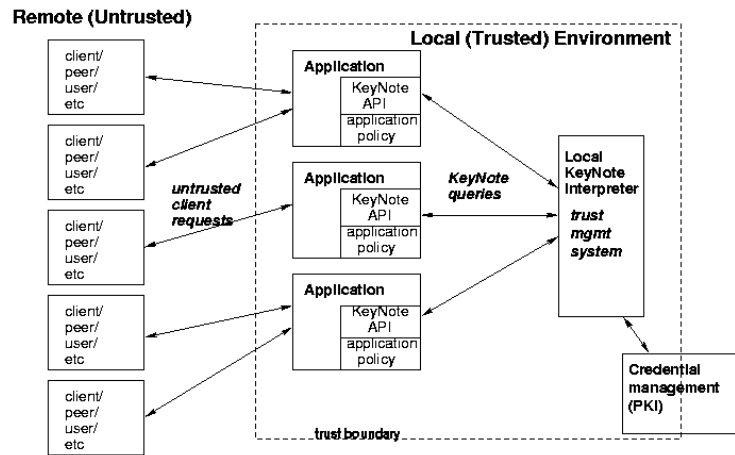 Remote (Untrusted)
client/
peer/
user/
etc
client/
peer/
user/
etc
client/
peer/
user/
etc
client/
peer/
user/
etc
client/
peer/
user/
etc
untrusted
client
requests
Local (Trusted) Environment
Application
KeyNote
API
application
policy
Application
KeyNote
API
application
policy
Application
KeyNote
API
application
policy
KeyNote
queries
Local
KeyNote
Interpreter
trust
mgmt
system
Credential
management
(PKI)
trust boundary